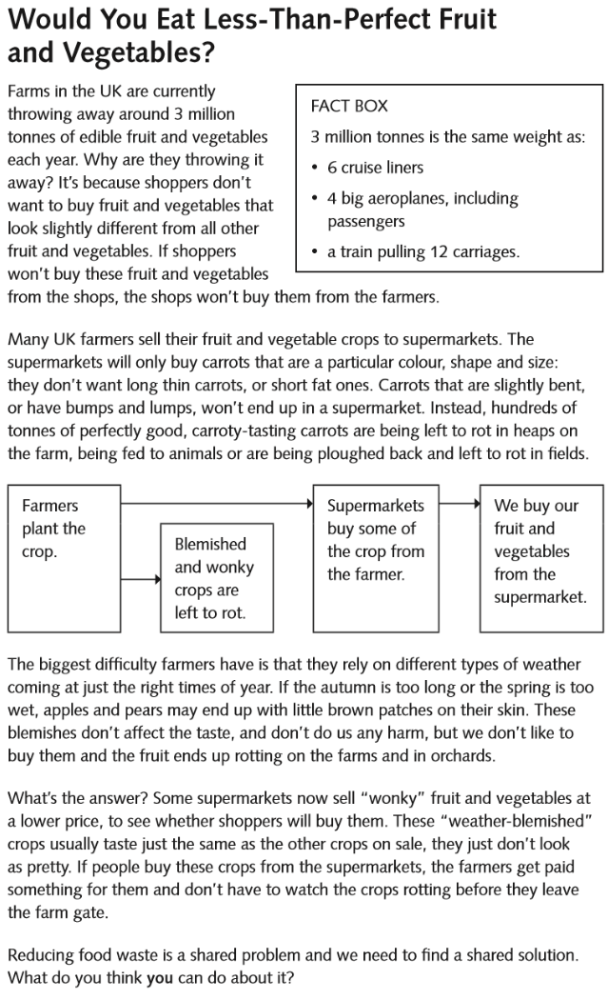 Would You Eat Less-Than-Perfect Fruit
and Vegetables?
Farms in the UK are currently
throwing away around 3 million
tonnes of edible fruit and vegetables
each year. Why are they throwing it
away? It's because shoppers don't
want to buy fruit and vegetables that
look slightly different from all other
fruit and vegetables. If shoppers
won't buy these fruit and vegetables
from the shops, the shops won't buy them from the farmers.
FACT BOX
3 million tonnes is the same weight as:
• 6 cruise liners
• 4 big aeroplanes, including
passengers
• a train pulling 12 carriages.
Many UK farmers sell their fruit and vegetable crops to supermarkets. The
supermarkets will only buy carrots that are a particular colour, shape and size:
they don't want long thin carrots, or short fat ones. Carrots that are slightly bent,
or have bumps and lumps, won't end up in a supermarket. Instead, hundreds of
tonnes of perfectly good, carroty-tasting carrots are being left to rot in heaps on
the farm, being fed to animals or are being ploughed back and left to rot in fields.
Farmers
plant the
crop.
Blemished
and wonky
crops are
left to rot.
Supermarkets
buy some of
the crop from
the farmer.
We buy our
fruit and
vegetables
from the
supermarket.
The biggest difficulty farmers have is that they rely on different types of weather
coming at just the right times of year. If the autumn is too long or the spring is too
wet, apples and pears may end up with little brown patches on their skin. These
blemishes don't affect the taste, and don't do us any harm, but we don't like to
buy them and the fruit ends up rotting on the farms and in orchards.
What's the answer? Some supermarkets now sell "wonky" fruit and vegetables at
a lower price, to see whether shoppers will buy them. These "weather-blemished"
crops usually taste just the same as the other crops on sale, they just don't look
as pretty. If people buy these crops from the supermarkets, the farmers get paid
something for them and don't have to watch the crops rotting before they leave
the farm gate.
Reducing food waste is a shared problem and we need to find a shared solution.
What do you think you can do about it?